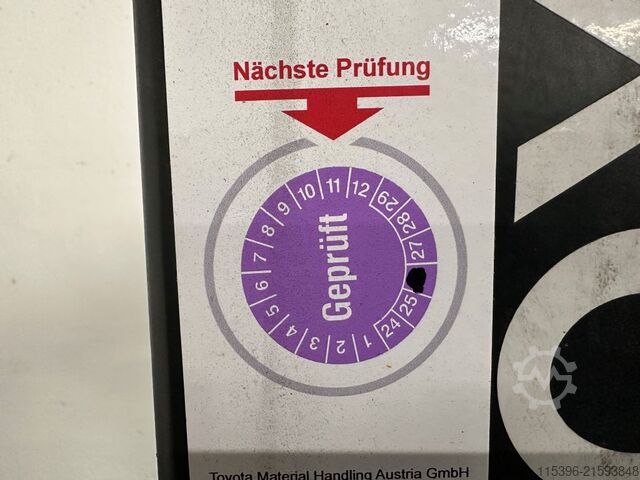 Nächste Prüfung
1 2 3 4 5 6 7 8 9 10 11 12
29 28 27 25 24
Geprüft
Toyota Material Handling Austria GmbH
115396-21593848